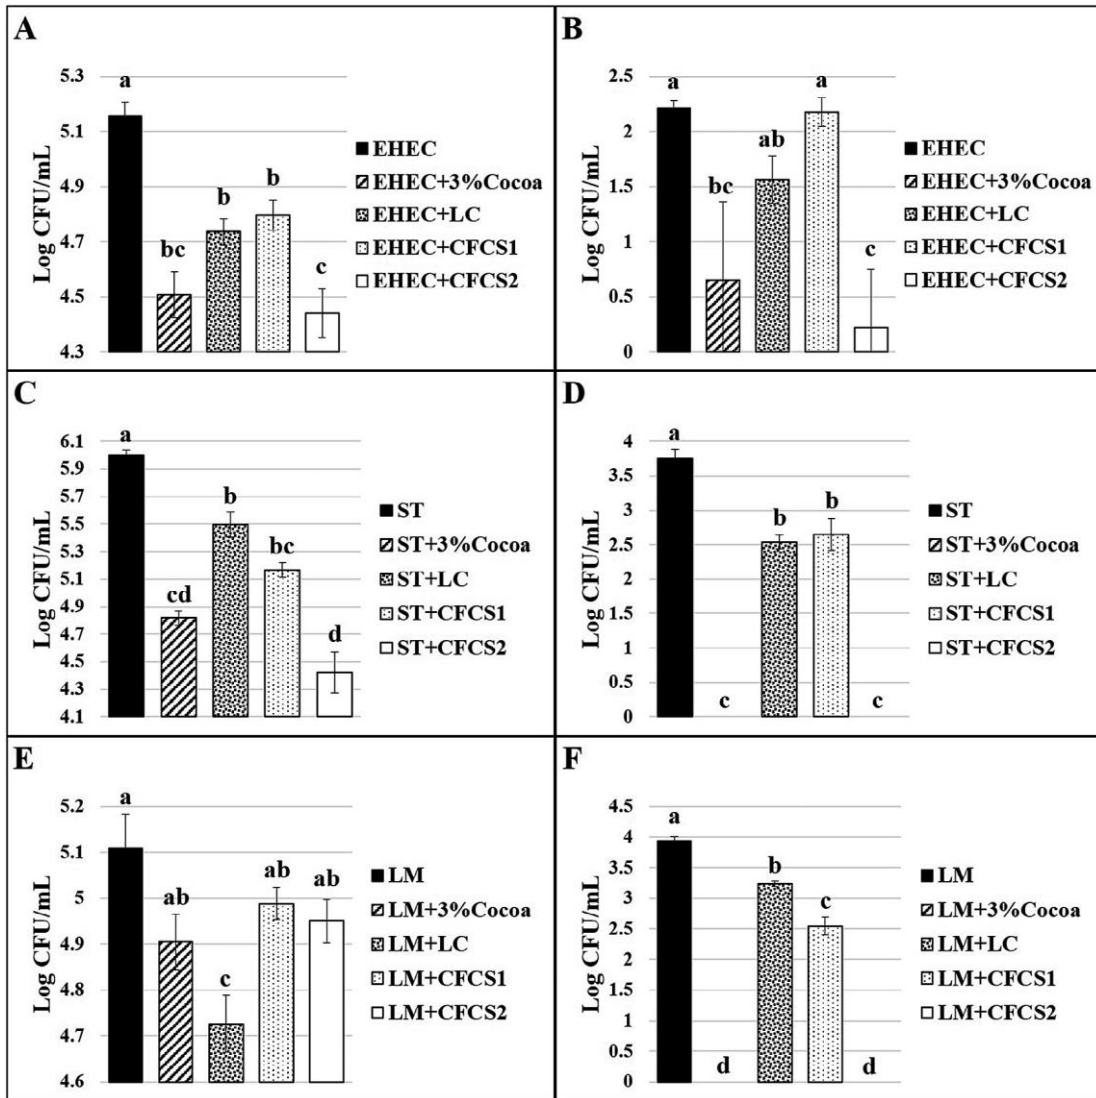 A
Log CFU/mL
5.3
5.1
4.9
4.7
4.5
4.3
a
bc
b
b
c
EHEC
EHEC+3%Cocoa
EHEC+LC
EHEC+CFCS1
EHEC+CFCS2
B
Log CFU/mL
2.5
2
1.5
1
0.5
0
a
bc
ab
a
c
EHEC
EHEC+3%Cocoa
EHEC+LC
EHEC+CFCS1
EHEC+CFCS2
C
Log CFU/mL
6.1
5.9
5.7
5.5
5.3
5.1
4.9
4.7
4.5
4.3
4.1
a
cd
b
bc
d
ST
ST+3%Cocoa
ST+LC
ST+CFCS1
ST+CFCS2
D
Log CFU/mL
4
3.5
3
2.5
2
1.5
1
0.5
0
a
c
b
b
c
ST
ST+3%Cocoa
ST+LC
ST+CFCS1
ST+CFCS2
E
Log CFU/mL
5.2
5.1
5
4.9
4.8
4.7
4.6
a
ab
c
ab
ab
LM
LM+3%Cocoa
LM+LC
LM+CFCS1
LM+CFCS2
F
Log CFU/mL
4.5
4
3.5
3
2.5
2
1.5
1
0.5
0
a
d
b
c
d
LM
LM+3%Cocoa
LM+LC
LM+CFCS1
LM+CFCS2